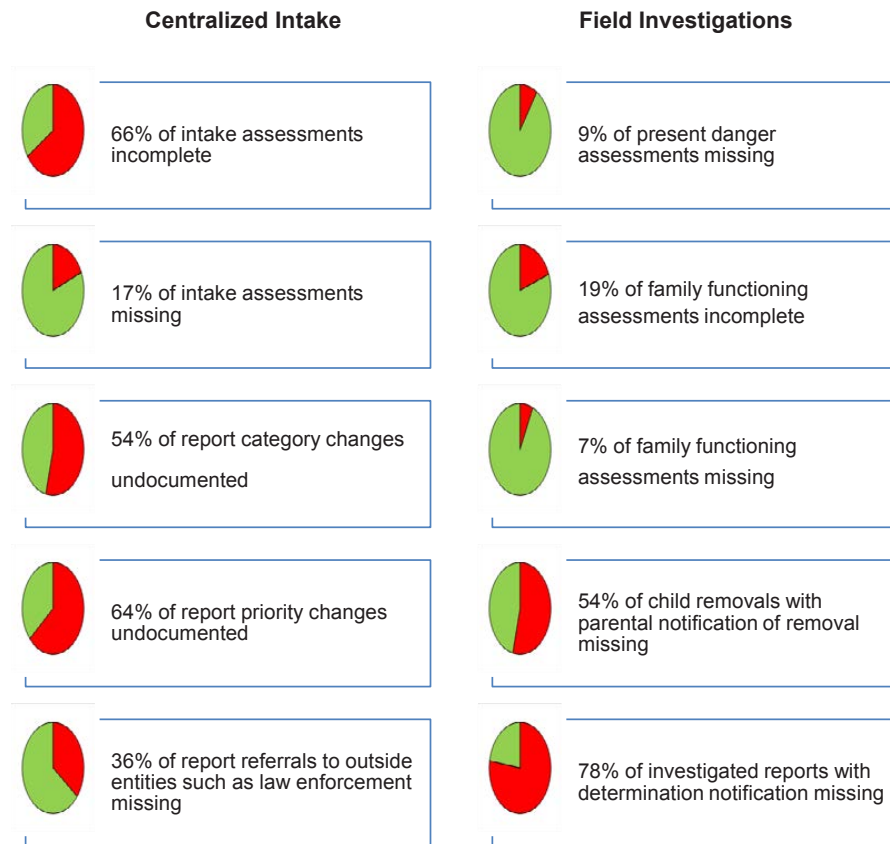 Centralized Intake
Field Investigations
66% of intake assessments
incomplete
9% of present danger
assessments missing
17% of intake assessments
missing
19% of family functioning
assessments incomplete
54% of report category changes
undocumented
7% of family functioning
assessments missing
64% of report priority changes
undocumented
54% of child removals with
parental notification of removal
missing
36% of report referrals to outside
entities such as law enforcement
missing
78% of investigated reports with
determination notification missing